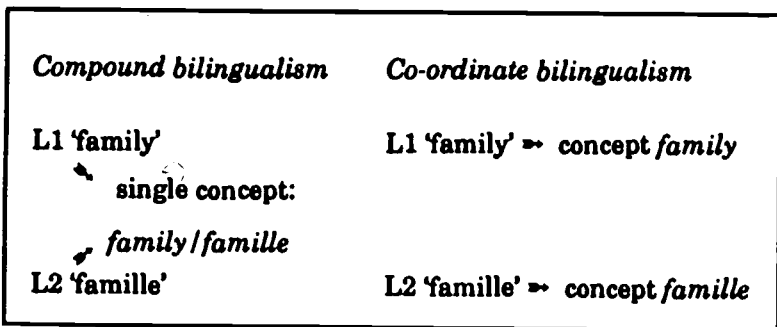 Compound bilingualism Co-ordinate bilingualism
L1 'family' L1 'family' ➳ concept family
single concept:
family / famille
L2 'famille' L2 'famille' ➳ concept famille